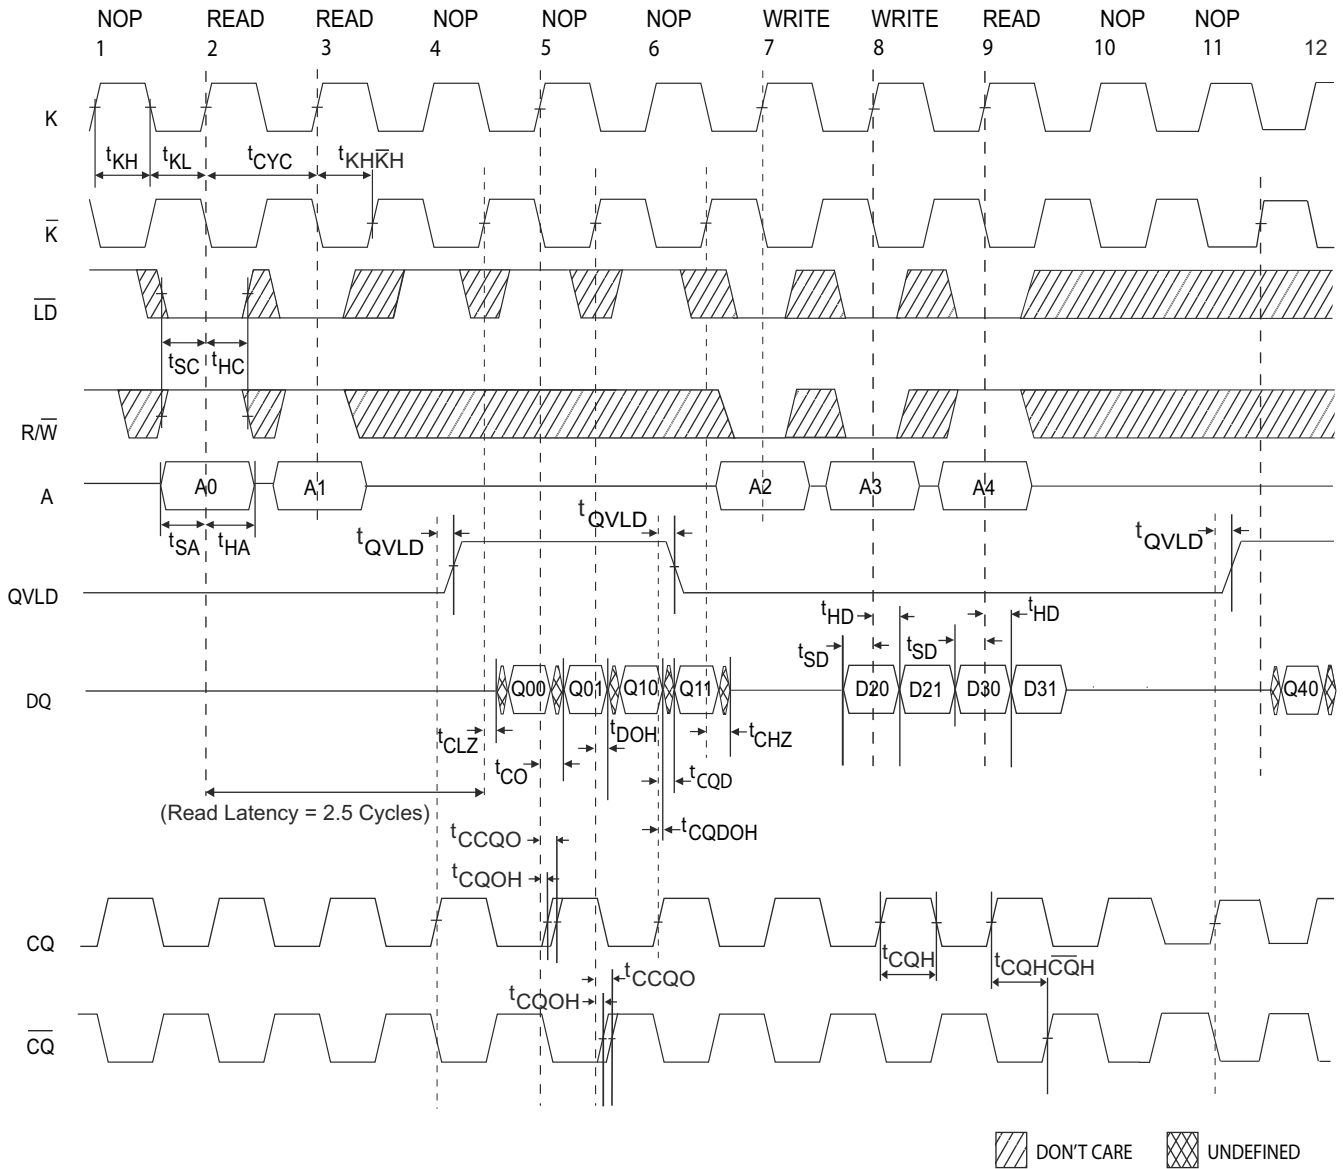 NOP READ READ NOP NOP NOP WRITE WRITE READ NOP NOP
1 2 3 4 5 6 7 8 9 10 11 12
K
tKH tKL tCYC tKHK̅H
K̅
L̅D̅
tSC tHC
R/W̅
A A0 A1 A2 A3 A4
tSA tHA tQVLD tQVLD tQVLD
QVLD
tHD tHD
tSD tSD
DQ Q00 Q01 Q10 Q11 D20 D21 D30 D31 Q40
tCLZ tDOH tCHZ
tCO tCQD
(Read Latency = 2.5 Cycles)
tCQDOH
tCCQO
tCQOH
CQ
tCQH tCQHC̅Q̅H
tCCQO
tCQOH
C̅Q̅
DON'T CARE UNDEFINED